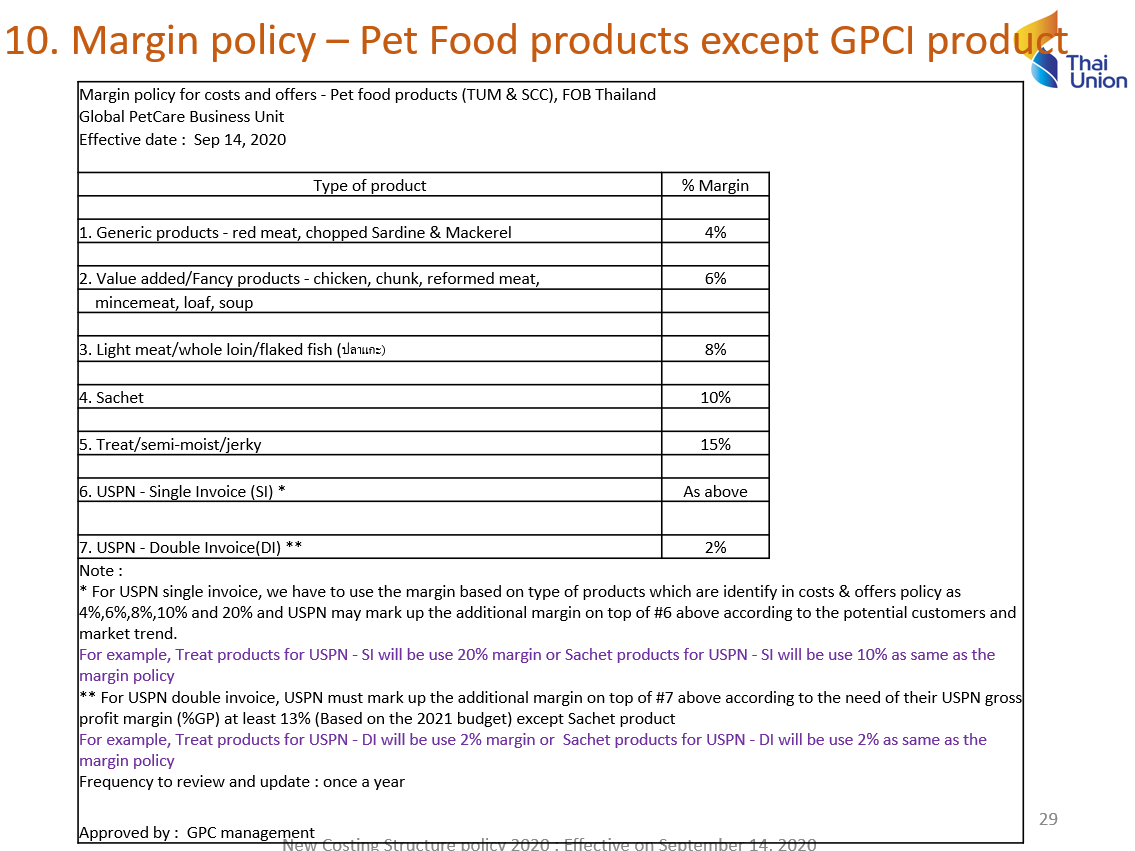 10. Margin policy – Pet Food products except GPCI product
Thai
Union
Margin policy for costs and offers - Pet food products (TUM & SCC), FOB Thailand
Global PetCare Business Unit
Effective date :  Sep 14, 2020
Type of product % Margin
1. Generic products - red meat, chopped Sardine & Mackerel 4%
2. Value added/Fancy products - chicken, chunk, reformed meat, 6%
mincemeat, loaf, soup
3. Light meat/whole loin/flaked fish (ปลาแกะ) 8%
4. Sachet 10%
5. Treat/semi-moist/jerky 15%
6. USPN - Single Invoice (SI) * As above
7. USPN - Double Invoice(DI) ** 2%
Note :
* For USPN single invoice, we have to use the margin based on type of products which are identify in costs & offers policy as
4%,6%,8%,10% and 20% and USPN may mark up the additional margin on top of #6 above according to the potential customers and
market trend.
For example, Treat products for USPN - SI will be use 20% margin or Sachet products for USPN - SI will be use 10% as same as the
margin policy
** For USPN double invoice, USPN must mark up the additional margin on top of #7 above according to the need of their USPN gross
profit margin (%GP) at least 13% (Based on the 2021 budget) except Sachet product
For example, Treat products for USPN - DI will be use 2% margin or  Sachet products for USPN - DI will be use 2% as same as the
margin policy
Frequency to review and update : once a year
29
Approved by :  GPC management
New Costing Structure policy 2020 : Effective on September 14, 2020